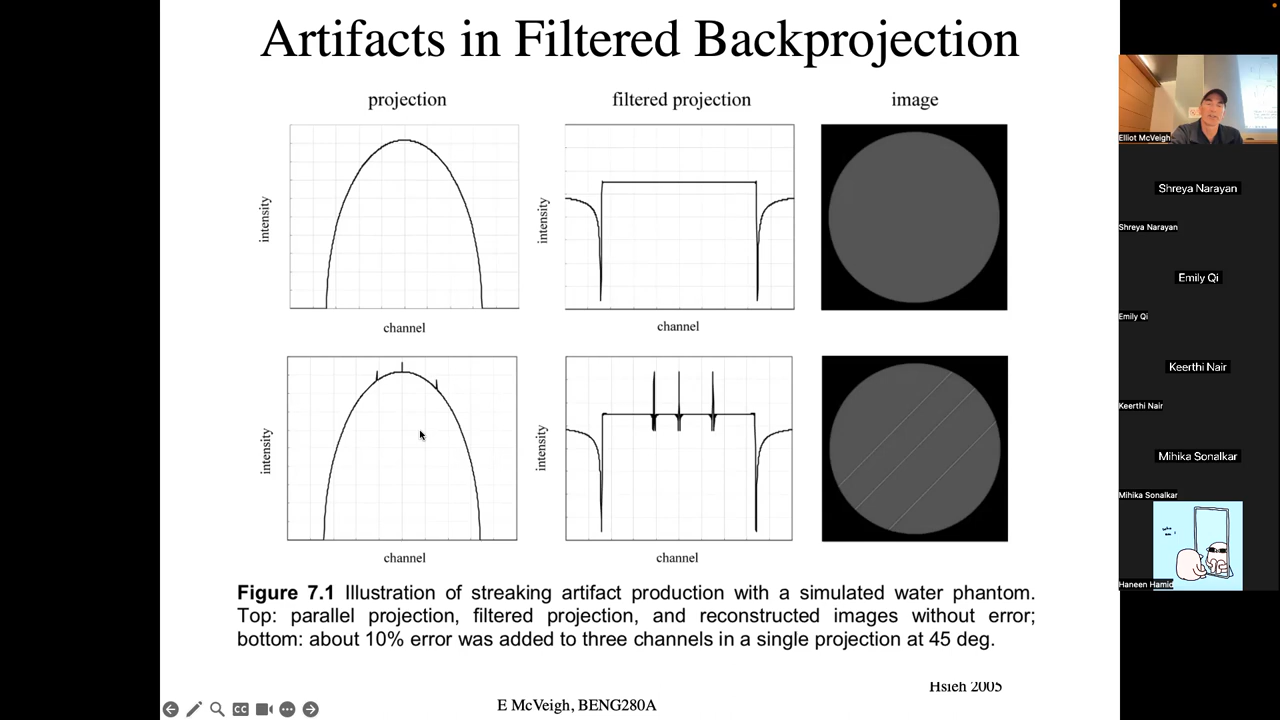 Artifacts in Filtered Backprojection
projection
filtered projection
image
intensity
intensity
channel
channel
intensity
intensity
channel
channel
Figure 7.1 Illustration of streaking artifact production with a simulated water phantom.
Top: parallel projection, filtered projection, and reconstructed images without error;
bottom: about 10% error was added to three channels in a single projection at 45 deg.
Hsieh 2005
E McVeigh, BENG280A
CC
Elliot McVeigh
Shreya Narayan
Shreya Narayan
Emily Qi
Emily Qi
Keerthi Nair
Keerthi Nair
Mihika Sonalkar
Mihika Sonalkar
Haneen Hamid